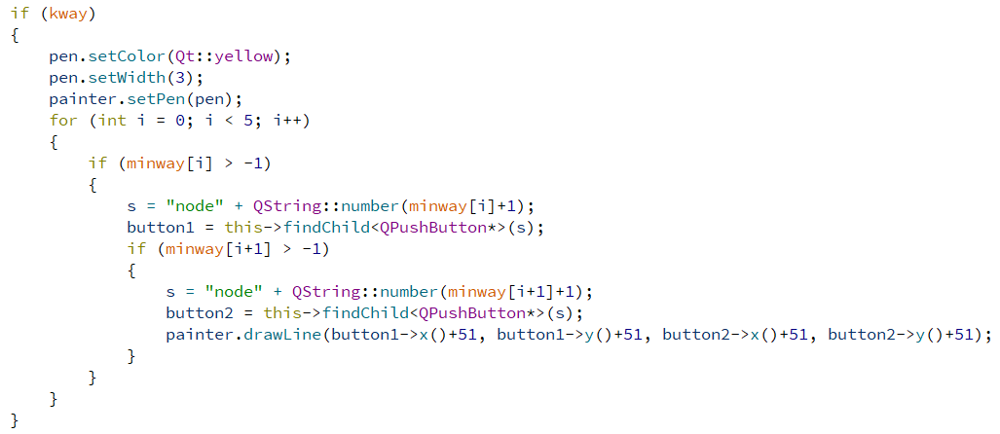 if (kway)
{
    pen.setColor(Qt::yellow);
    pen.setWidth(3);
    painter.setPen(pen);
    for (int i = 0; i < 5; i++)
    {
        if (minway[i] > -1)
        {
            s = "node" + QString::number(minway[i]+1);
            button1 = this->findChild<QPushButton*>(s);
            if (minway[i+1] > -1)
            {
                s = "node" + QString::number(minway[i+1]+1);
                button2 = this->findChild<QPushButton*>(s);
                painter.drawLine(button1->x()+51, button1->y()+51, button2->x()+51, button2->y()+51);
            }
        }
    }
}